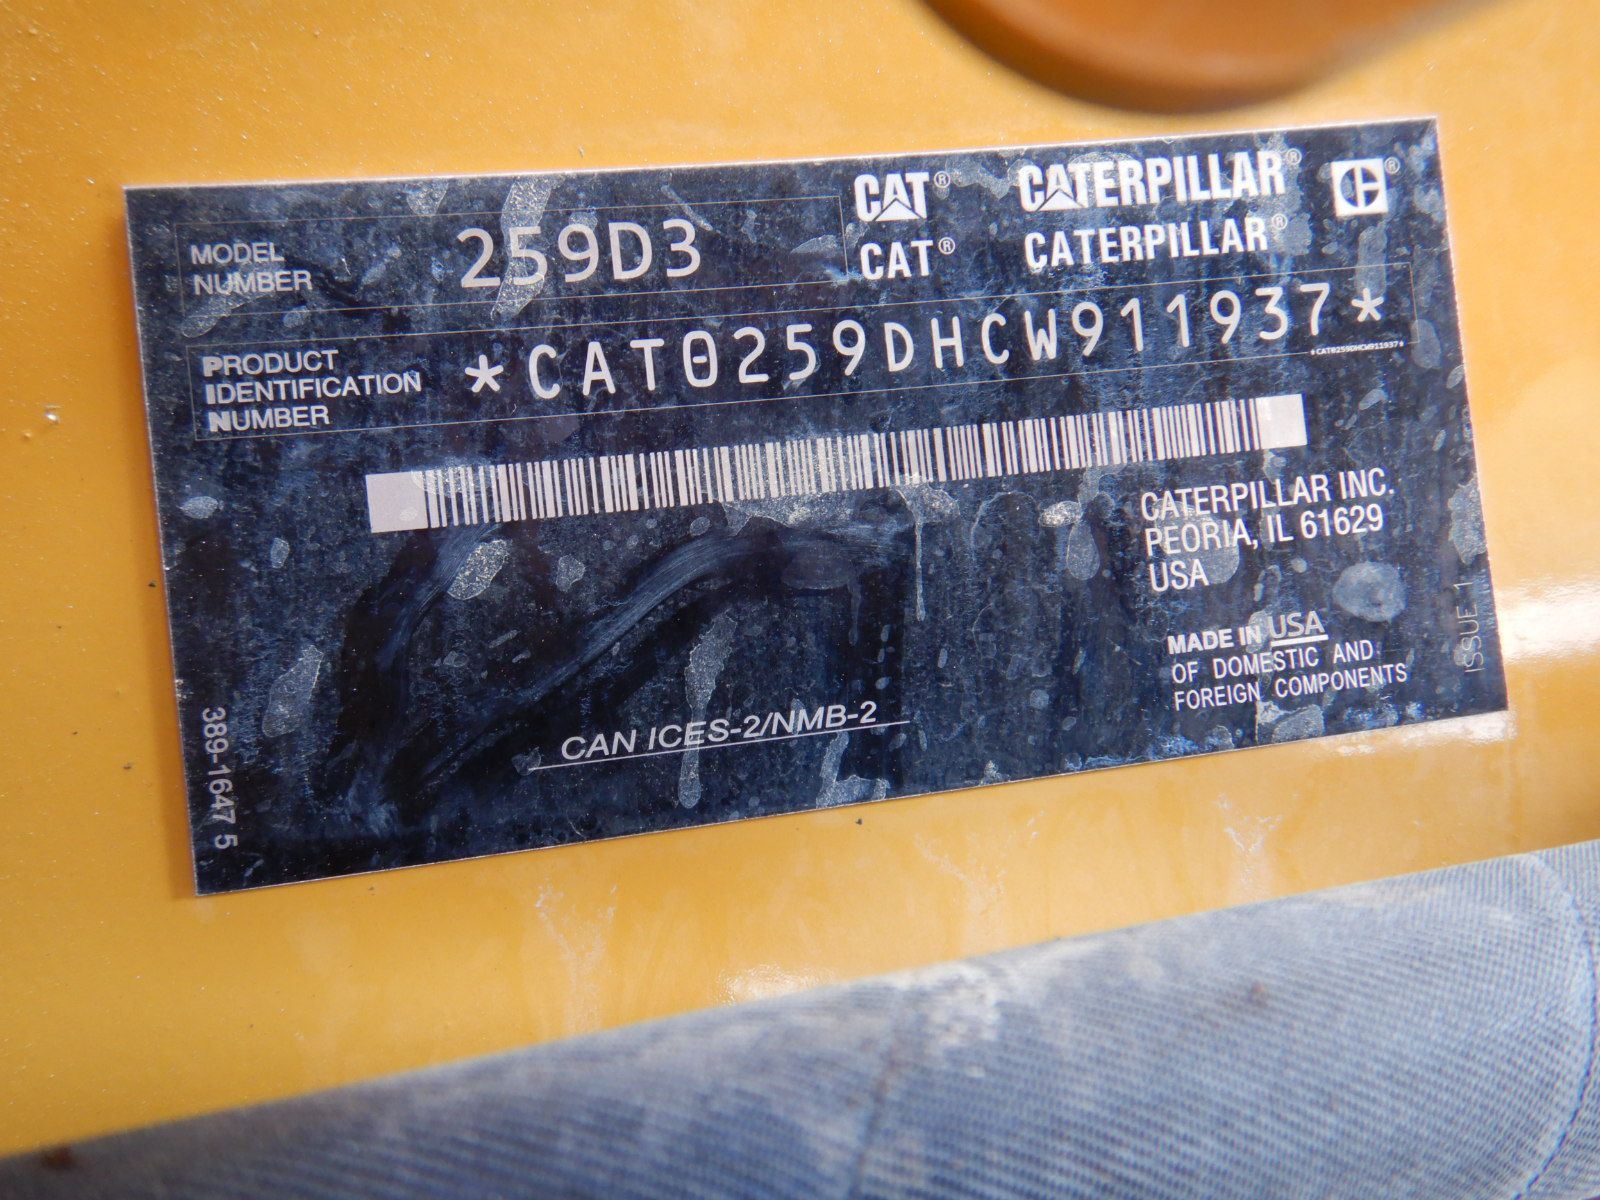 MODEL NUMBER 259D3
CAT® CATERPILLAR®
CAT® CATERPILLAR®
PRODUCT
IDENTIFICATION
NUMBER
*CAT0259DHCW911937*
*CAT0259DHCW911937*
CATERPILLAR INC.
PEORIA, IL 61629
USA
MADE IN USA
OF DOMESTIC AND
FOREIGN COMPONENTS
CAN ICES-2/NMB-2
389-1647 5
ISSUE 1